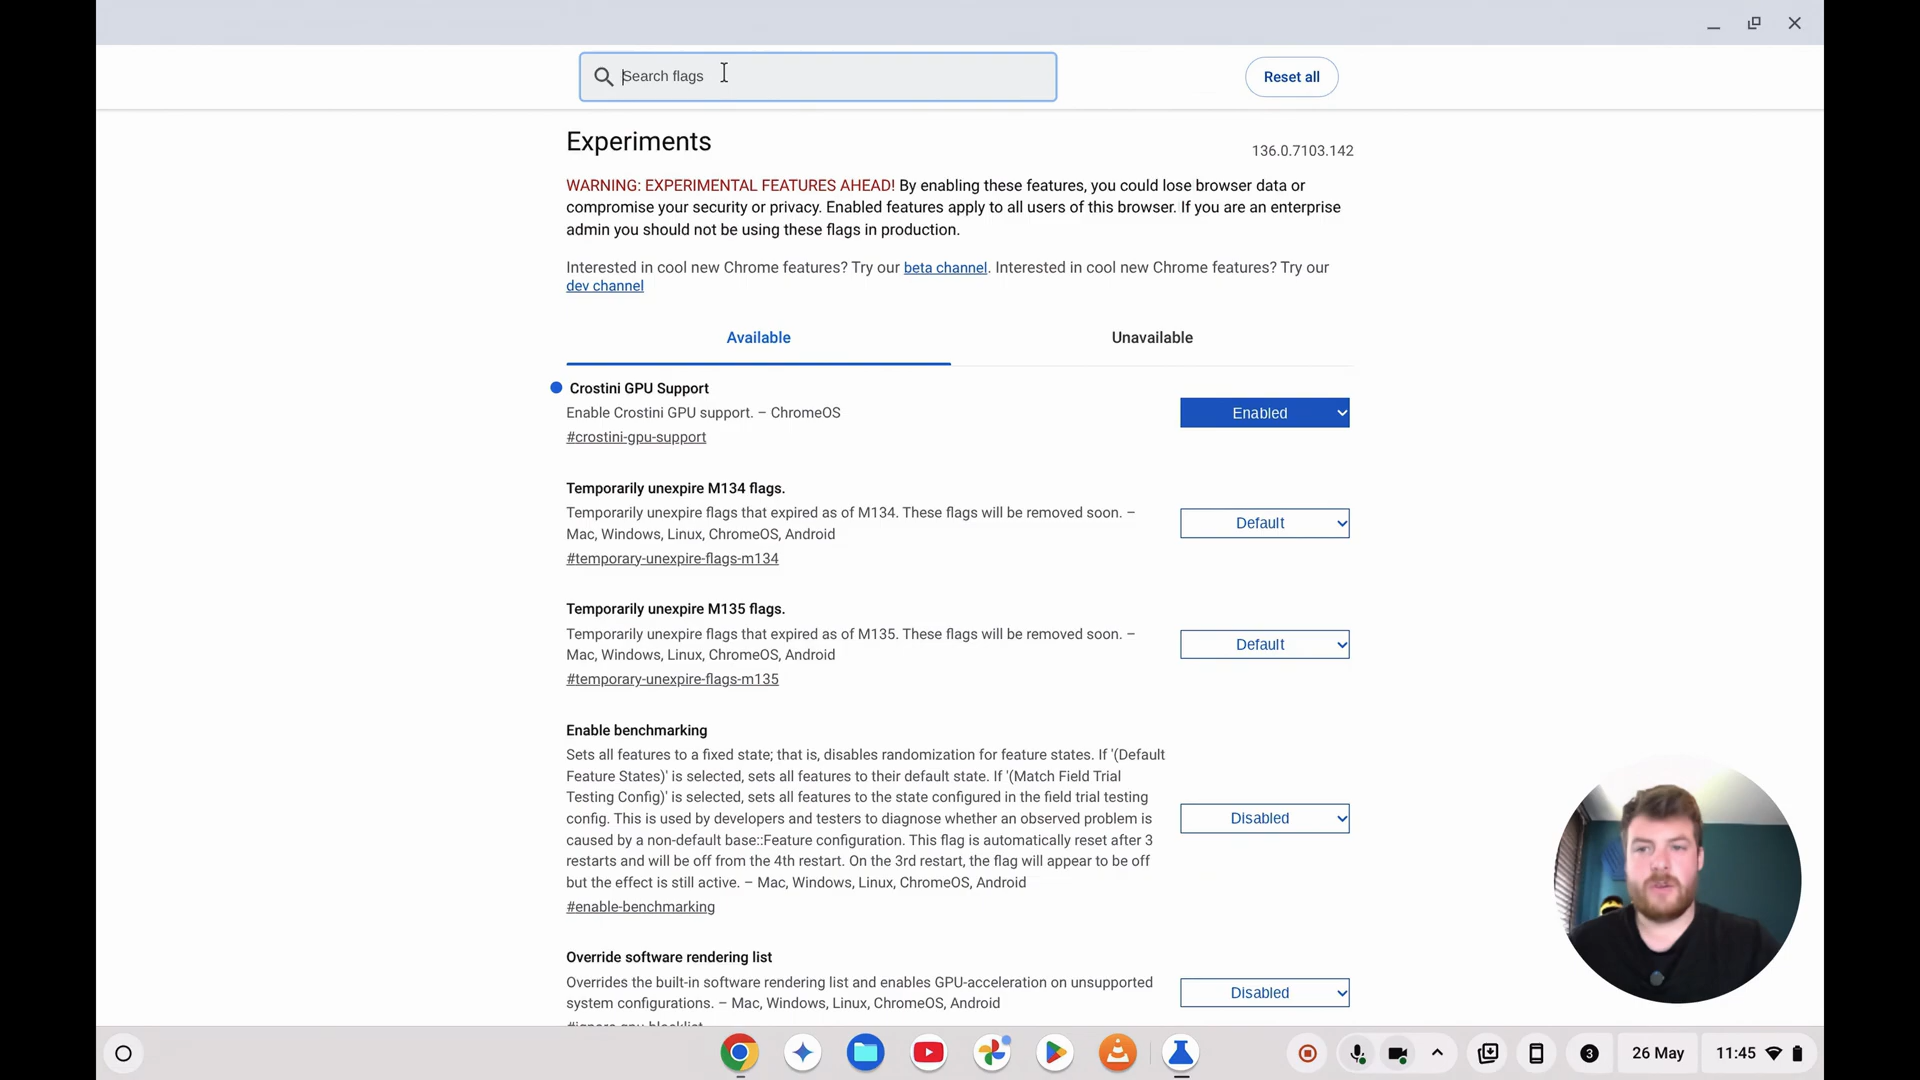 Search flags
Reset all
Experiments
136.0.7103.142
WARNING: EXPERIMENTAL FEATURES AHEAD! By enabling these features, you could lose browser data or
compromise your security or privacy. Enabled features apply to all users of this browser. If you are an enterprise
admin you should not be using these flags in production.
Interested in cool new Chrome features? Try our beta channel. Interested in cool new Chrome features? Try our
dev channel
Available
Unavailable
Crostini GPU Support
Enable Crostini GPU support. – ChromeOS
#crostini-gpu-support
Enabled
Temporarily unexpire M134 flags.
Temporarily unexpire flags that expired as of M134. These flags will be removed soon. –
Mac, Windows, Linux, ChromeOS, Android
#temporary-unexpire-flags-m134
Default
Temporarily unexpire M135 flags.
Temporarily unexpire flags that expired as of M135. These flags will be removed soon. –
Mac, Windows, Linux, ChromeOS, Android
#temporary-unexpire-flags-m135
Default
Enable benchmarking
Sets all features to a fixed state; that is, disables randomization for feature states. If '(Default
Feature States)' is selected, sets all features to their default state. If '(Match Field Trial
Testing Config)' is selected, sets all features to the state configured in the field trial testing
config. This is used by developers and testers to diagnose whether an observed problem is
caused by a non-default base::Feature configuration. This flag is automatically reset after 3
restarts and will be off from the 4th restart. On the 3rd restart, the flag will appear to be off
but the effect is still active. – Mac, Windows, Linux, ChromeOS, Android
#enable-benchmarking
Disabled
Override software rendering list
Overrides the built-in software rendering list and enables GPU-acceleration on unsupported
system configurations. – Mac, Windows, Linux, ChromeOS, Android
#ignore-gpu-blocklist
Disabled
3
26 May
11:45